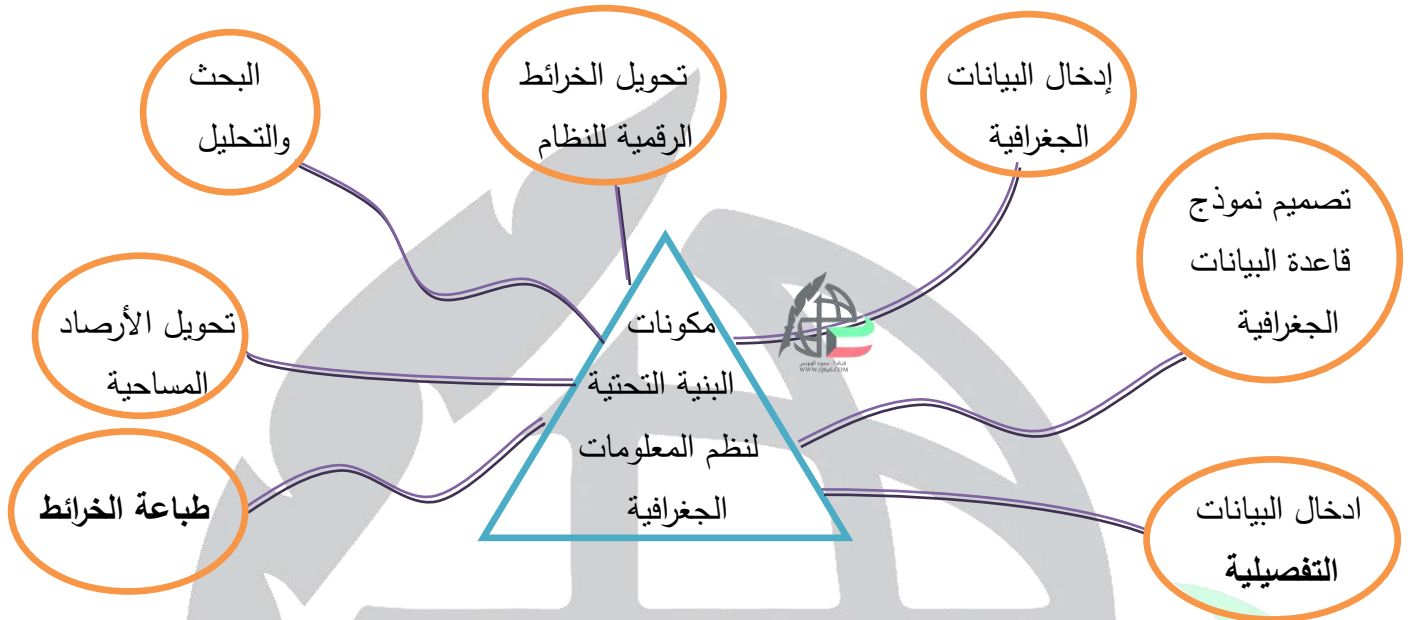 إدخال البيانات
الجغرافية
تحويل الخرائط
الرقمية للنظام
البحث
والتحليل
تصميم نموذج
قاعدة البيانات
الجغرافية
مكونات
البنية التحتية
لنظم المعلومات
الجغرافية
تحويل الأرصاد
المساحية
ادخال البيانات
التفصيلية
طباعة الخرائط